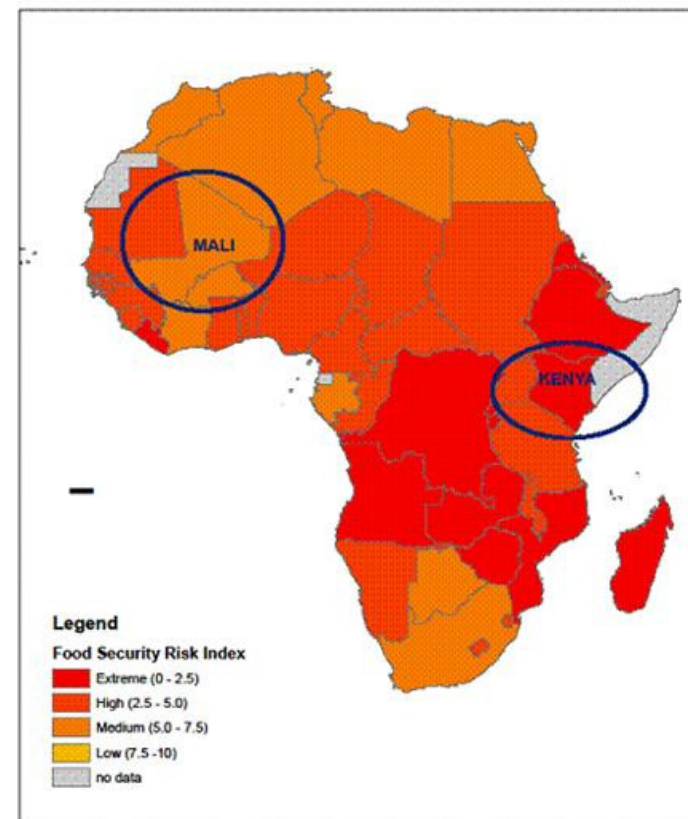 MALI
KENYA
Legend
Food Security Risk Index
Extreme (0 - 2.5)
High (2.5 - 5.0)
Medium (5.0 - 7.5)
Low (7.5 -10)
no data